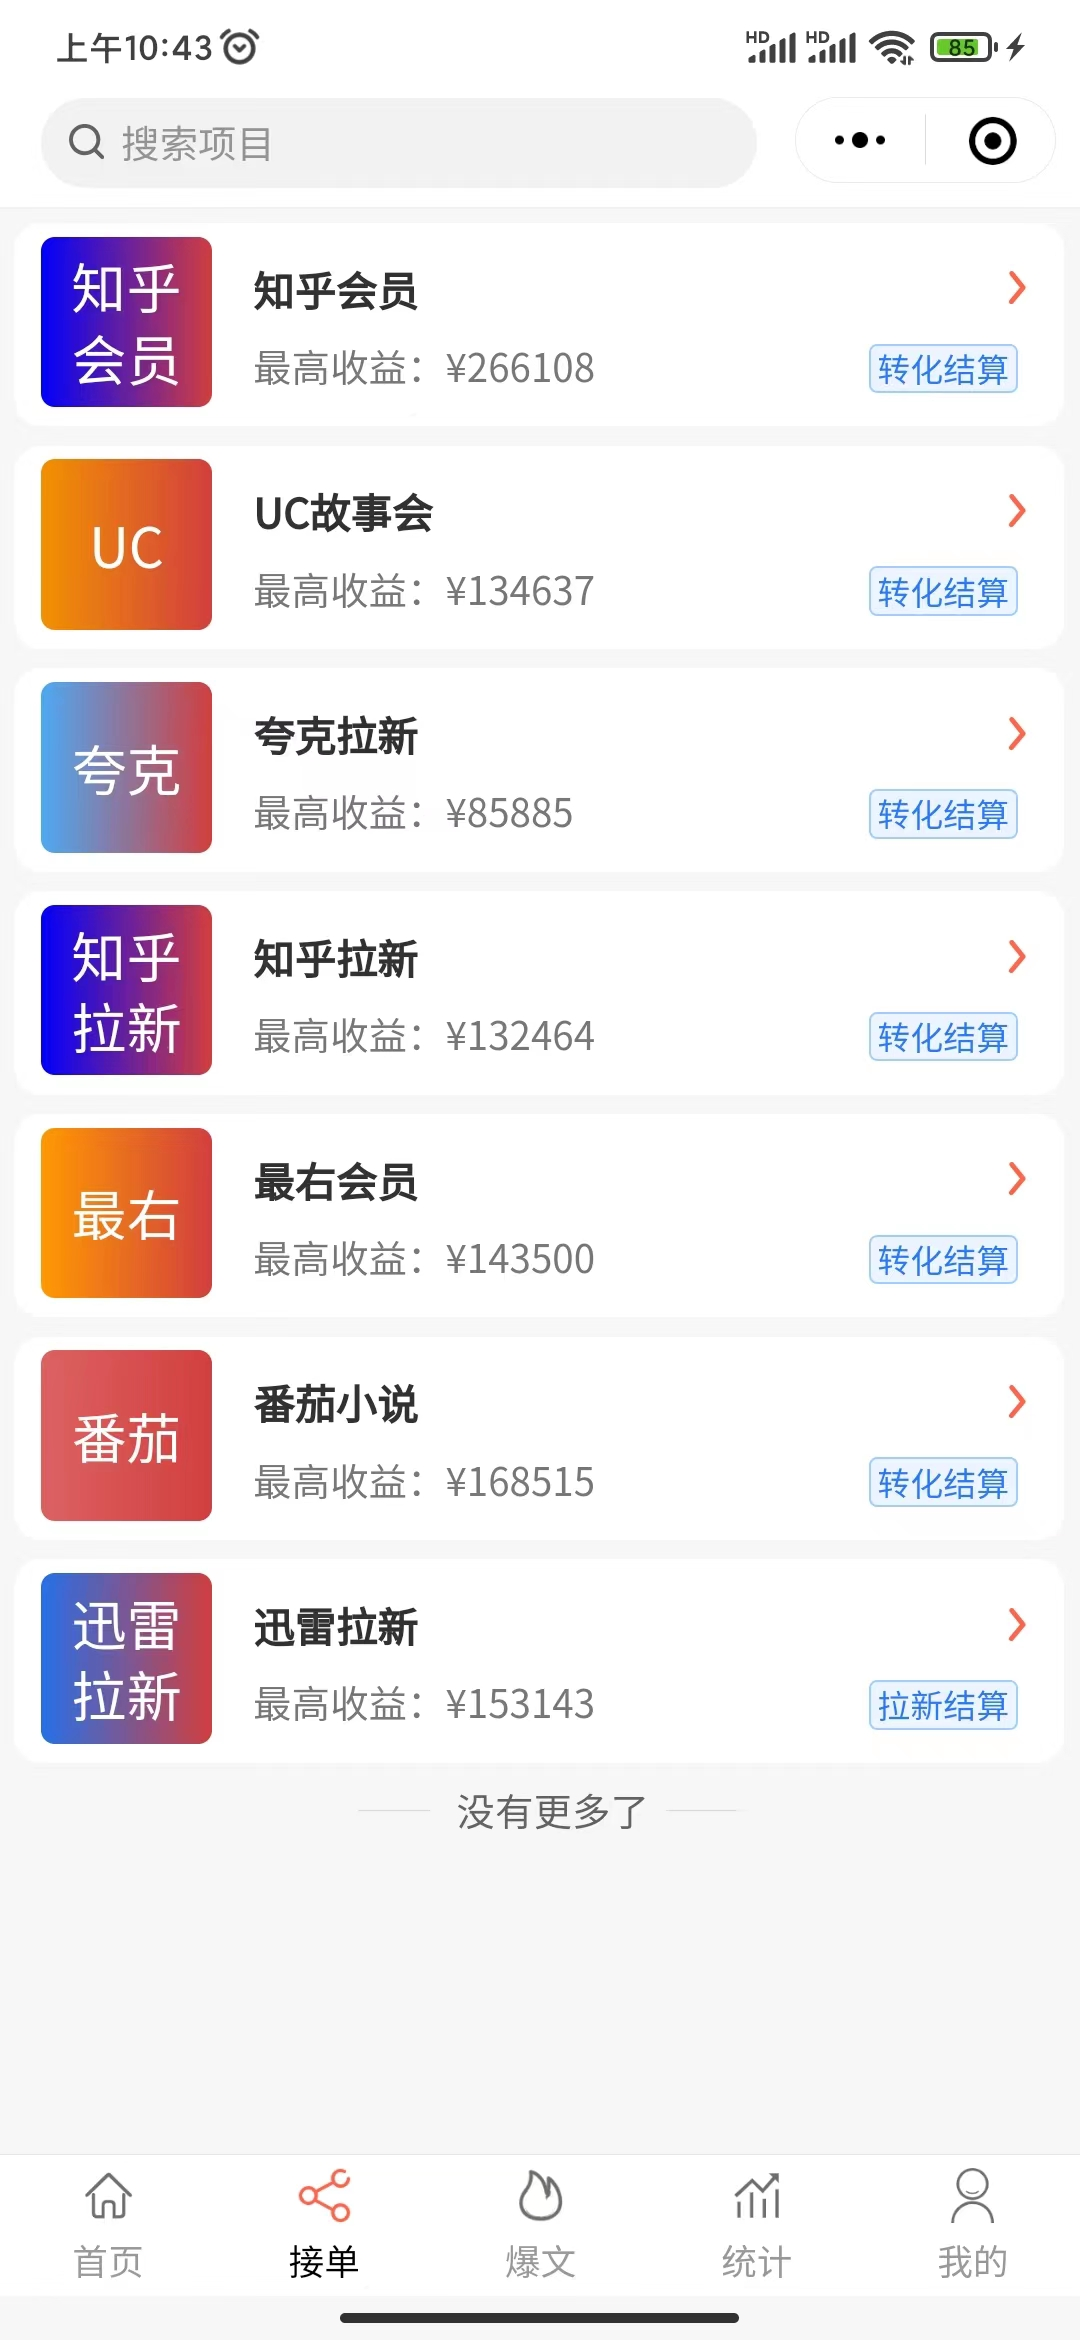 上午10:43
HD HD 85
搜索项目
知乎
会员
知乎会员
最高收益：¥266108
转化结算
UC
UC故事会
最高收益：¥134637
转化结算
夸克
夸克拉新
最高收益：¥85885
转化结算
知乎
拉新
知乎拉新
最高收益：¥132464
转化结算
最右
最右会员
最高收益：¥143500
转化结算
番茄
番茄小说
最高收益：¥168515
转化结算
迅雷
拉新
迅雷拉新
最高收益：¥153143
拉新结算
没有更多了
首页
接单
爆文
统计
我的